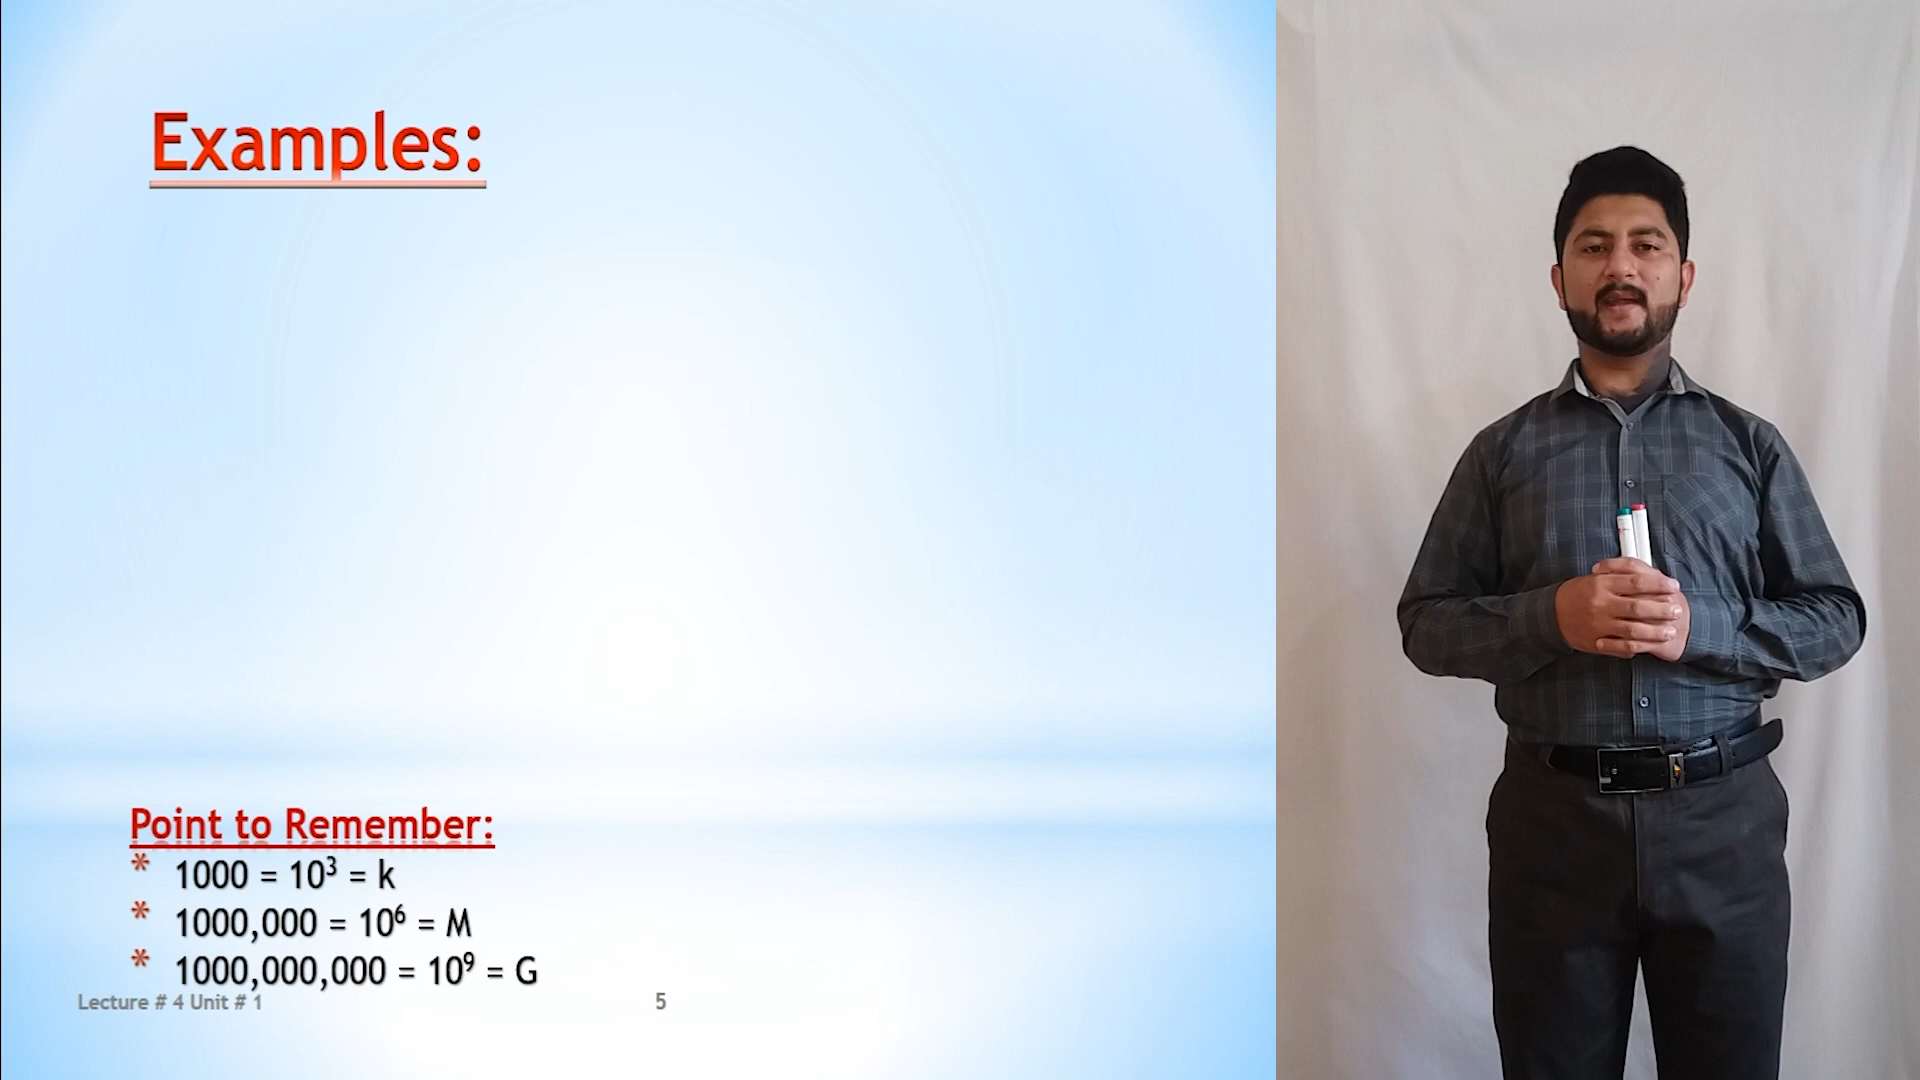 Examples:
Point to Remember:
* 1000 = 10³ = k
* 1000,000 = 10⁶ = M
* 1000,000,000 = 10⁹ = G
Lecture # 4 Unit # 1
5